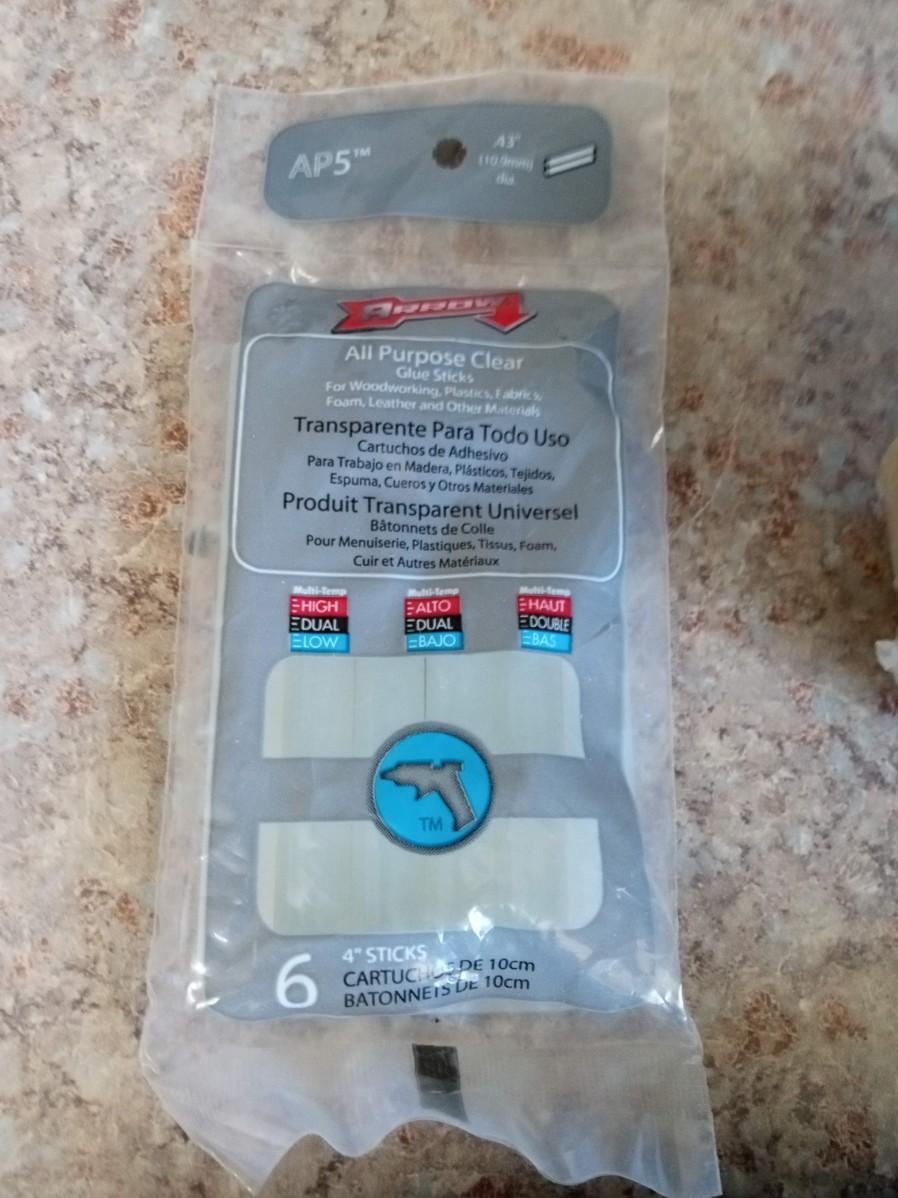 AP5™
.43"
(10.9mm)
dia.
ARROW
All Purpose Clear
Glue Sticks
For Woodworking, Plastics, Fabrics,
Foam, Leather and Other Materials
Transparente Para Todo Uso
Cartuchos de Adhesivo
Para Trabajo en Madera, Plásticos, Tejidos,
Espuma, Cueros y Otros Materiales
Produit Transparent Universel
Bâtonnets de Colle
Pour Menuiserie, Plastiques, Tissus, Foam,
Cuir et Autres Matériaux
Multi-Temp
HIGH
DUAL
LOW
Multi-Temp
ALTO
DUAL
BAJO
Multi-Temp
HAUT
DOUBLE
BAS
TM
6
4" STICKS
CARTUCHOS DE 10cm
BATONNETS DE 10cm